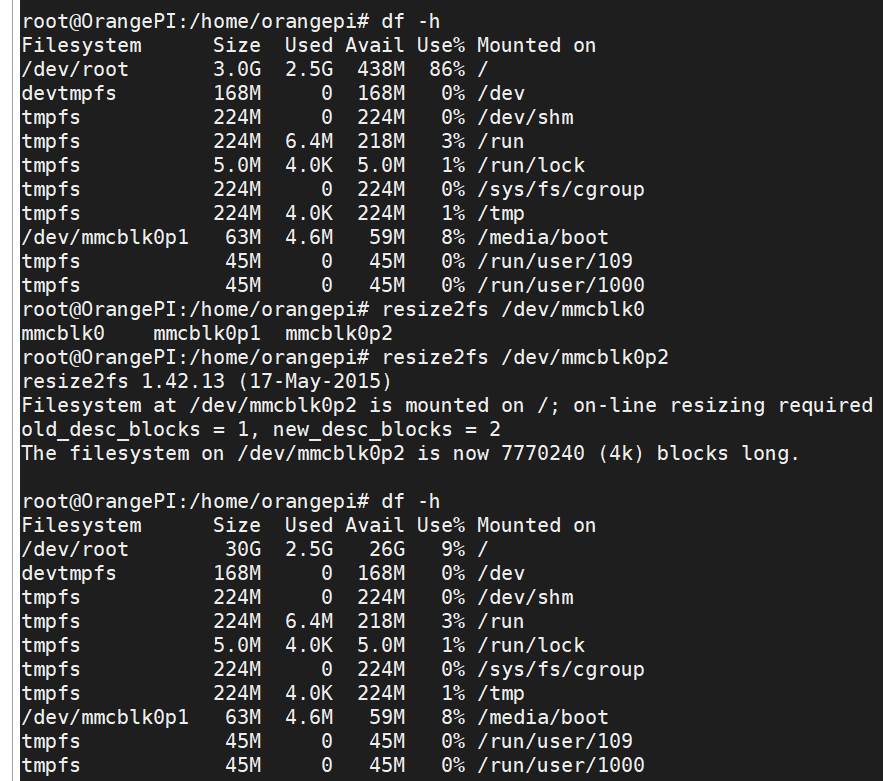 root@OrangePI:/home/orangepi# df -h
Filesystem      Size  Used Avail Use% Mounted on
/dev/root       3.0G  2.5G  438M  86% /
devtmpfs        168M     0  168M   0% /dev
tmpfs           224M     0  224M   0% /dev/shm
tmpfs           224M  6.4M  218M   3% /run
tmpfs           5.0M  4.0K  5.0M   1% /run/lock
tmpfs           224M     0  224M   0% /sys/fs/cgroup
tmpfs           224M  4.0K  224M   1% /tmp
/dev/mmcblk0p1   63M  4.6M   59M   8% /media/boot
tmpfs            45M     0   45M   0% /run/user/109
tmpfs            45M     0   45M   0% /run/user/1000
root@OrangePI:/home/orangepi# resize2fs /dev/mmcblk0
mmcblk0    mmcblk0p1  mmcblk0p2
root@OrangePI:/home/orangepi# resize2fs /dev/mmcblk0p2
resize2fs 1.42.13 (17-May-2015)
Filesystem at /dev/mmcblk0p2 is mounted on /; on-line resizing required
old_desc_blocks = 1, new_desc_blocks = 2
The filesystem on /dev/mmcblk0p2 is now 7770240 (4k) blocks long.

root@OrangePI:/home/orangepi# df -h
Filesystem      Size  Used Avail Use% Mounted on
/dev/root        30G  2.5G   26G   9% /
devtmpfs        168M     0  168M   0% /dev
tmpfs           224M     0  224M   0% /dev/shm
tmpfs           224M  6.4M  218M   3% /run
tmpfs           5.0M  4.0K  5.0M   1% /run/lock
tmpfs           224M     0  224M   0% /sys/fs/cgroup
tmpfs           224M  4.0K  224M   1% /tmp
/dev/mmcblk0p1   63M  4.6M   59M   8% /media/boot
tmpfs            45M     0   45M   0% /run/user/109
tmpfs            45M     0   45M   0% /run/user/1000